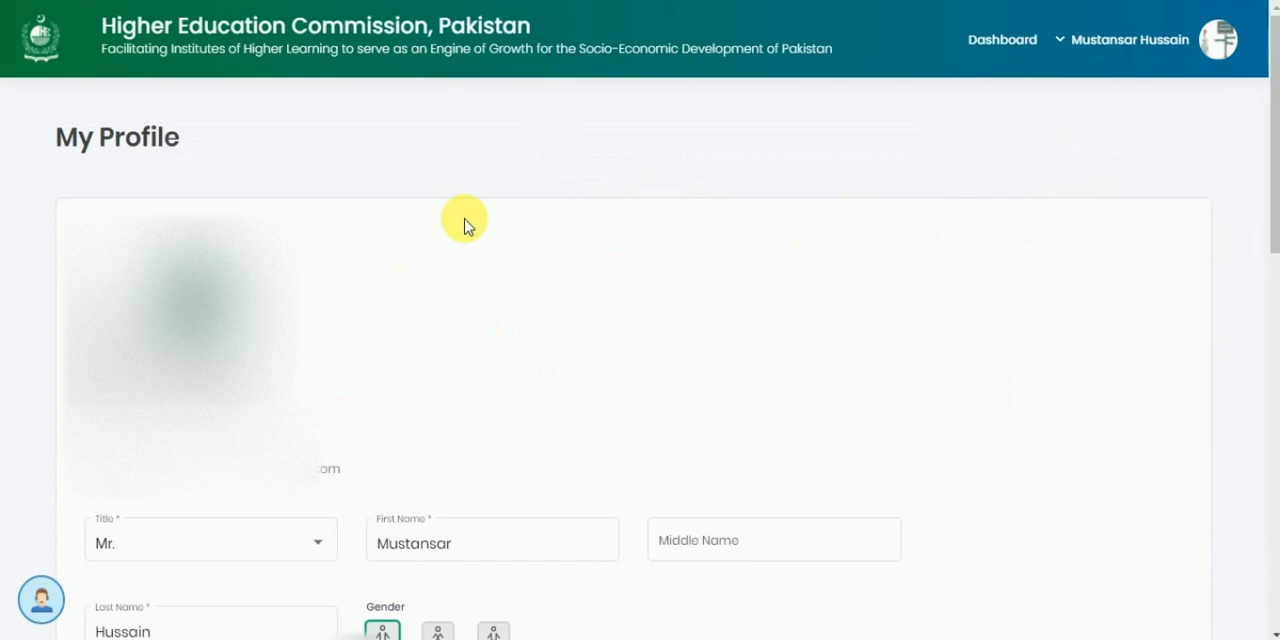 Higher Education Commission, Pakistan
Facilitating Institutes of Higher Learning to serve as an Engine of Growth for the Socio-Economic Development of Pakistan
Dashboard
Mustansar Hussain
My Profile
om
Title *
Mr.
First Name *
Mustansar
Middle Name
Last Name *
Hussain
Gender